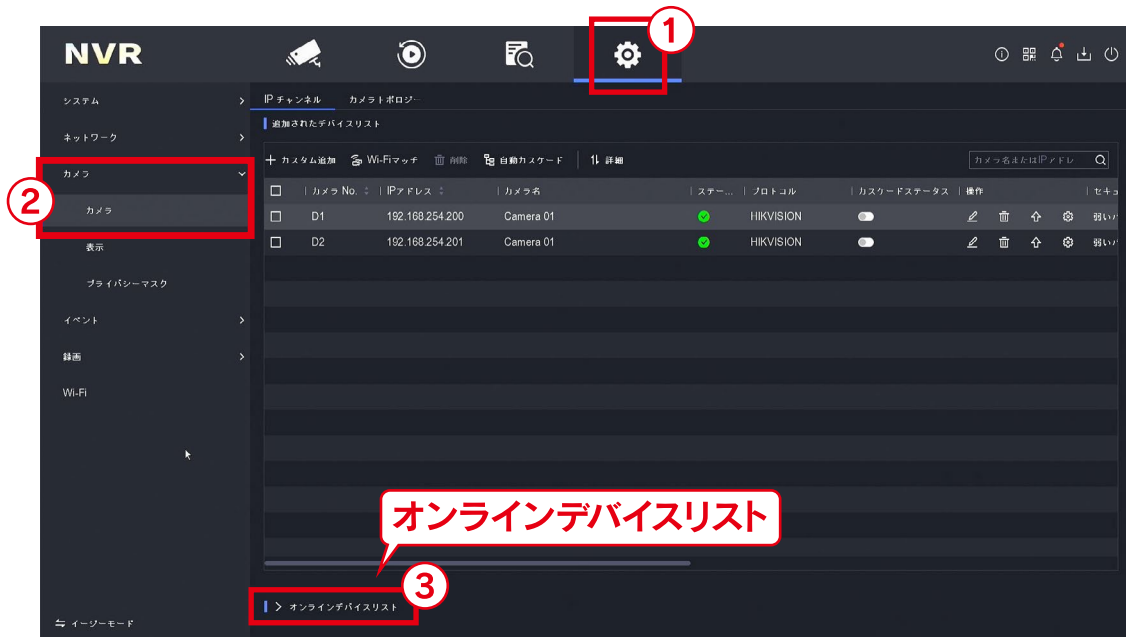 1
NVR
システム
IP チャンネル カメラトポロジー
追加されたデバイスリスト
ネットワーク
カスタム追加 Wi-Fiマッチ 削除 自動カスケード 詳細 カメラ名またはIPアドレ
カメラ
2
カメラ No. IPアドレス カメラ名 ステー... プロトコル カスケードステータス 操作 セキュ
カメラ
D1 192.168.254.200 Camera 01 HIKVISION 弱いパ
D2 192.168.254.201 Camera 01 HIKVISION 弱いパ
表示
プライバシーマスク
イベント
録画
Wi-Fi
オンラインデバイスリスト
3
オンラインデバイスリスト
イージーモード